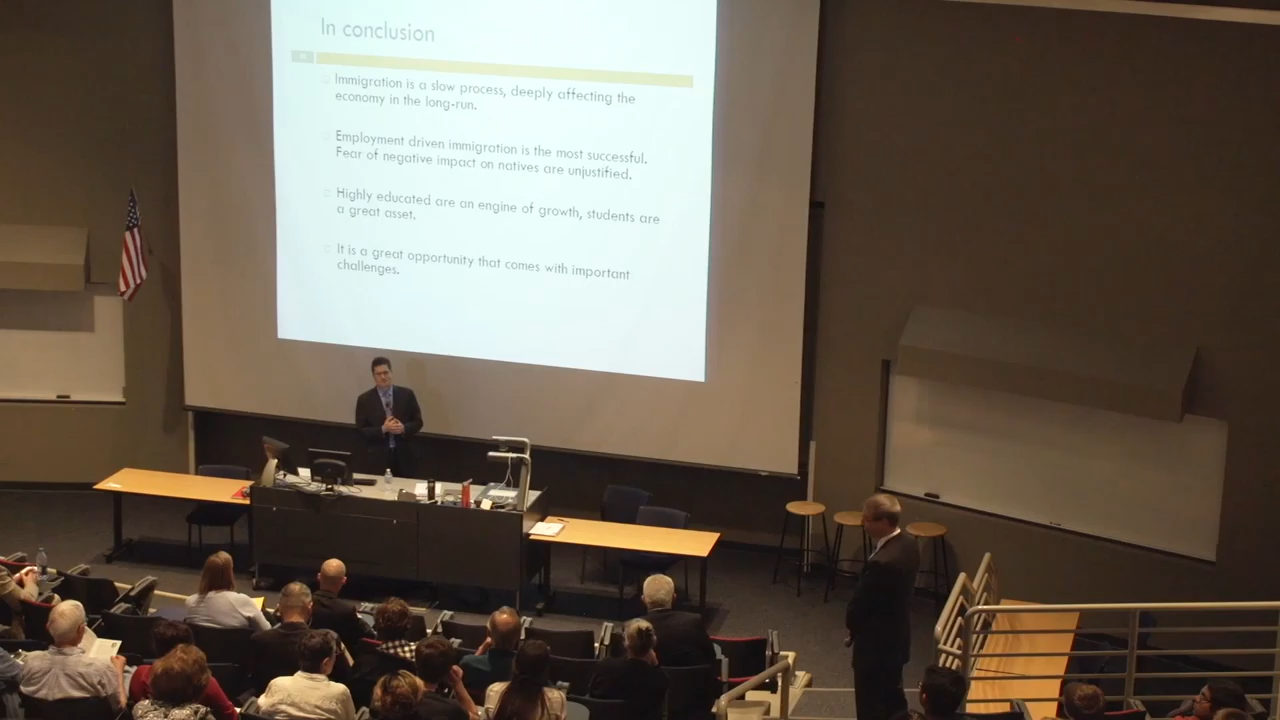 In conclusion
Immigration is a slow process, deeply affecting the
economy in the long-run.
Employment driven immigration is the most successful.
Fear of negative impact on natives are unjustified.
Highly educated are an engine of growth, students are
a great asset.
It is a great opportunity that comes with important
challenges.